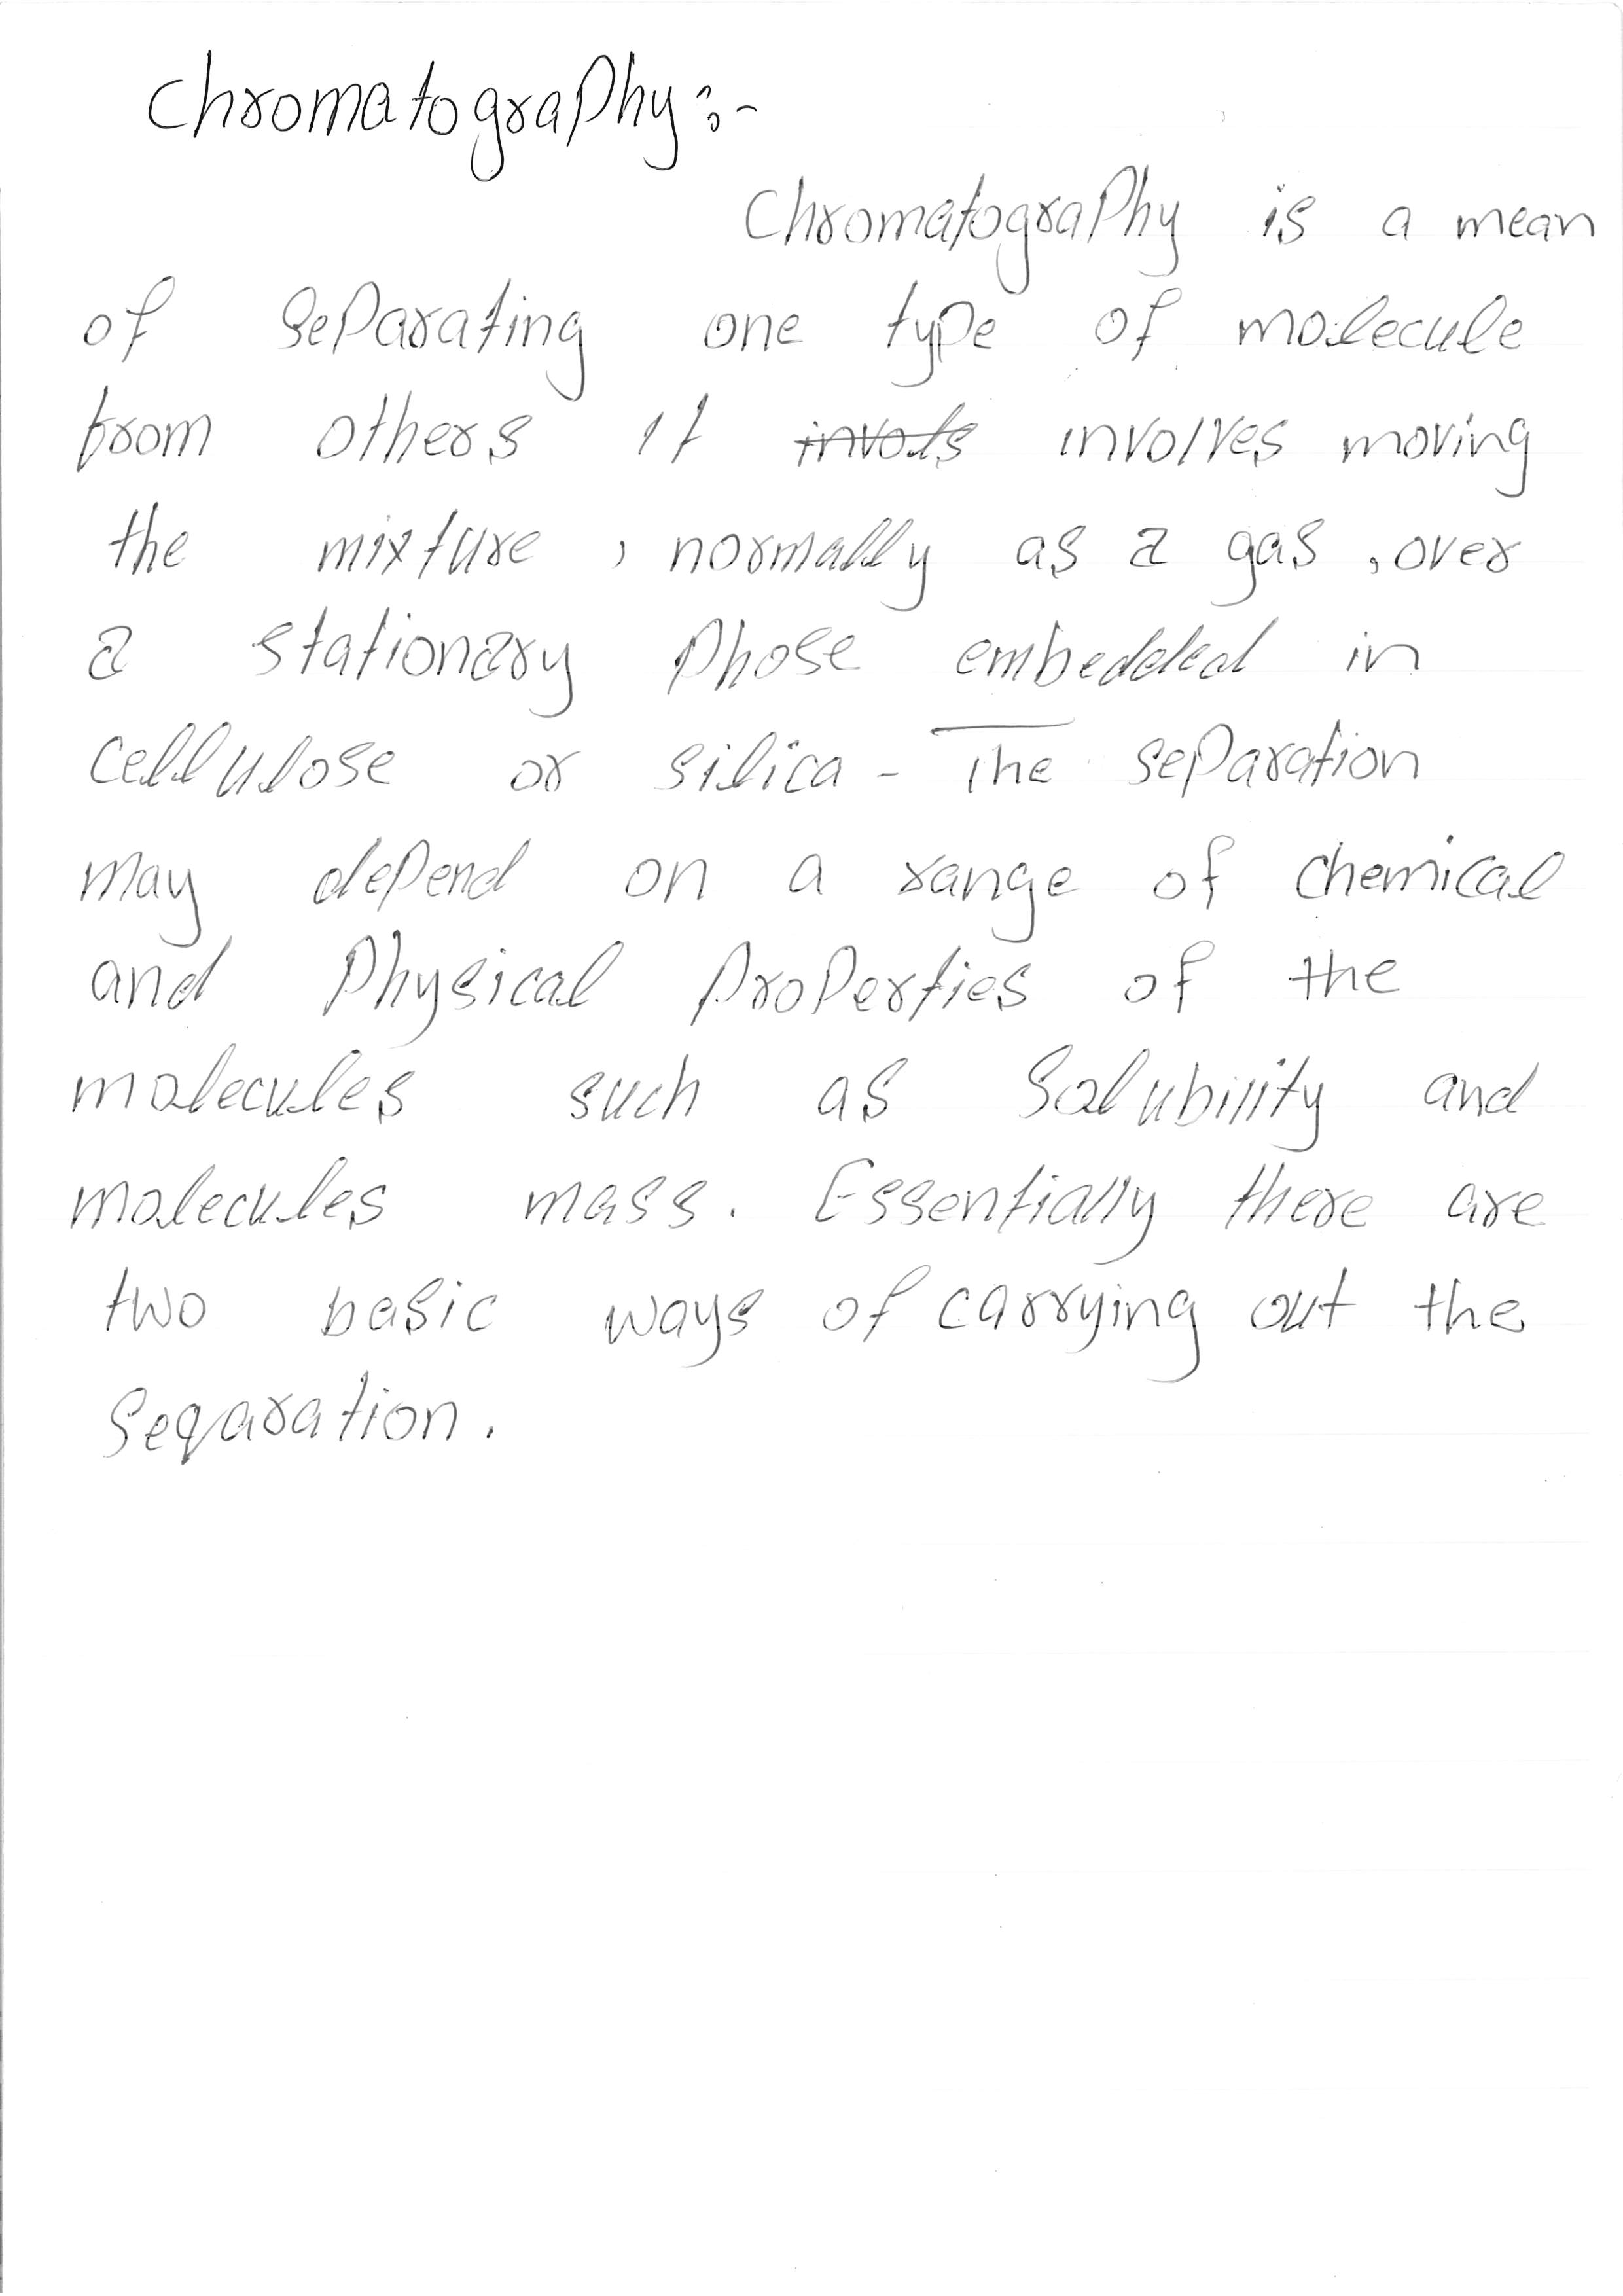 Chromatography:-
Chromatography is a mean
of separating one type of molecule
from others It invols involves moving
the mixture , normally as a gas , over
a stationary phose embedded in
cellulose or silica - The separation
may depend on a range of chemical
and Physical Properties of the
molecules such as Solubility and
molecules mass. Essentially there are
two basic ways of carrying out the
Seqaration.